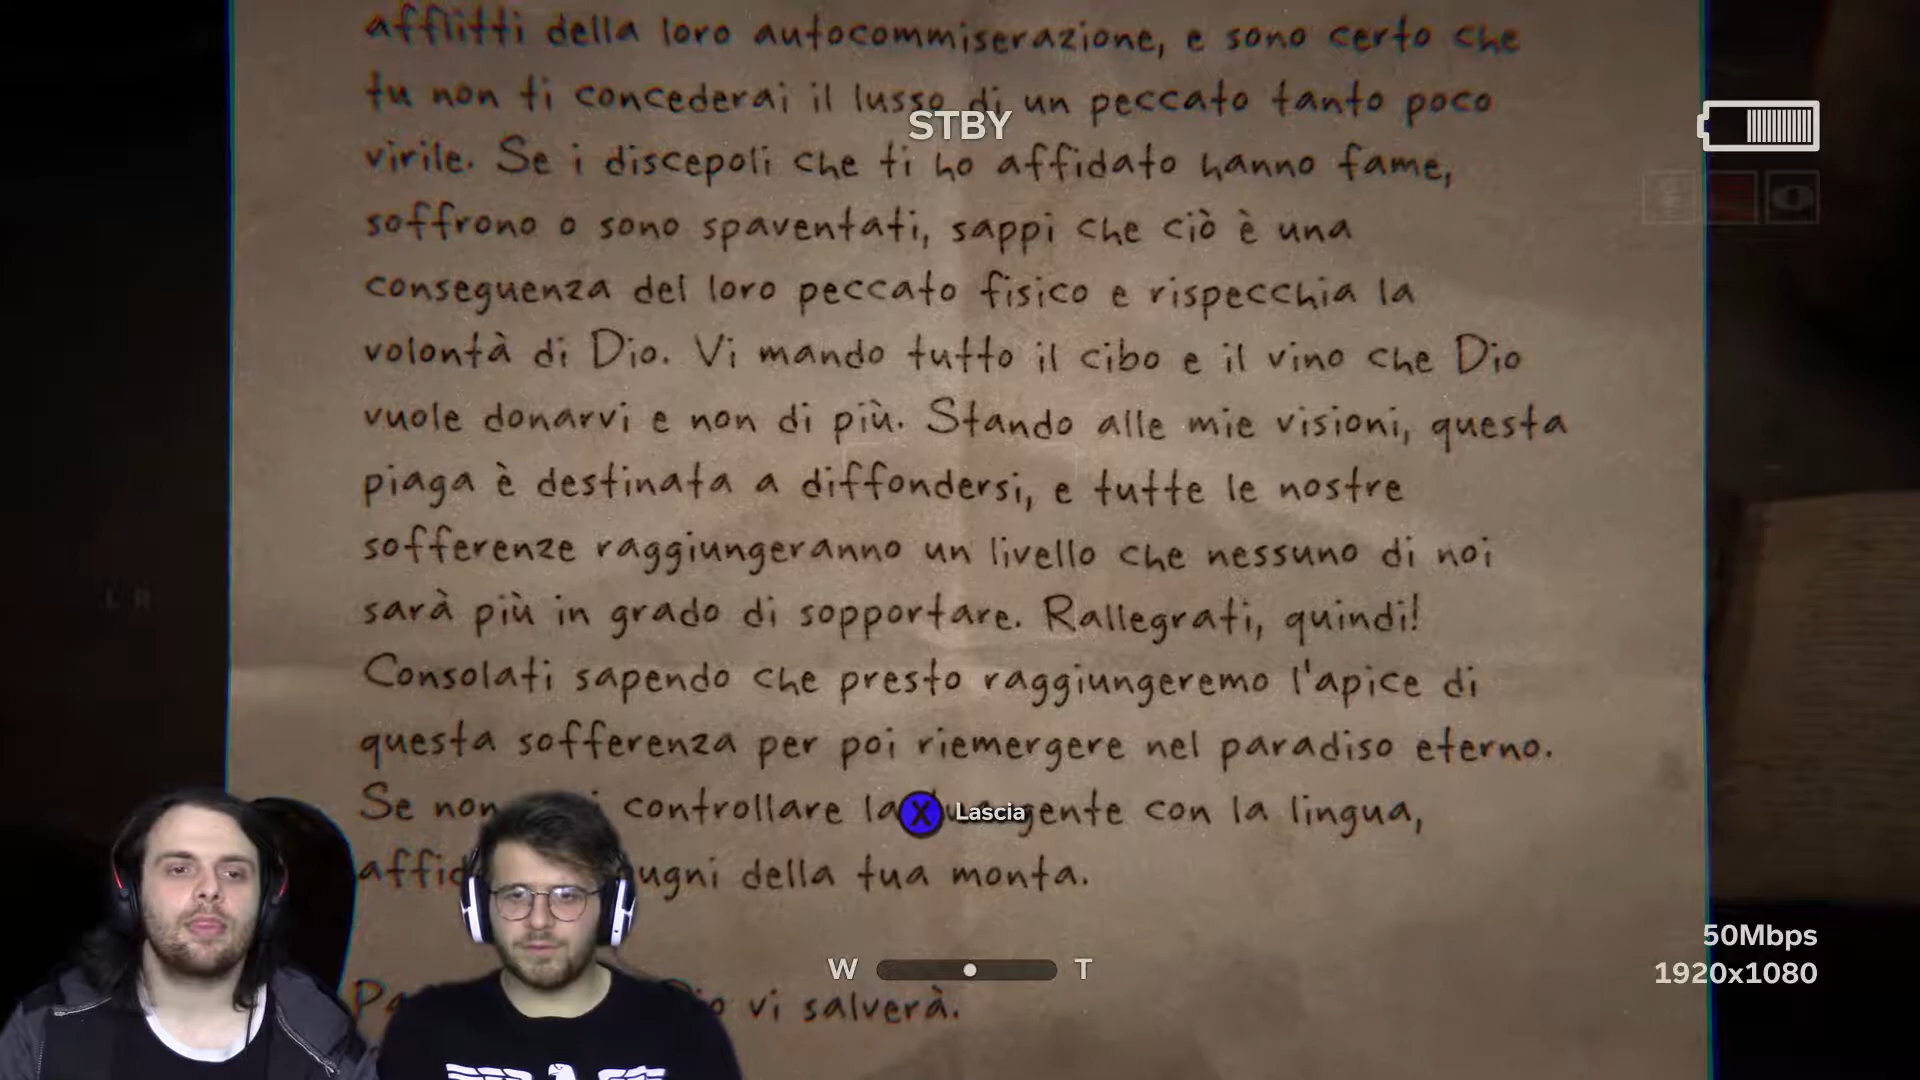 afflitti della loro autocommiserazione, e sono certo che
tu non ti concederai il lusso di un peccato tanto poco
STBY
virile. Se i discepoli che ti ho affidato hanno fame,
soffrono o sono spaventati, sappi che ciò è una
conseguenza del loro peccato fisico e rispecchia la
volontà di Dio. Vi mando tutto il cibo e il vino che Dio
vuole donarvi e non di più. Stando alle mie visioni, questa
piaga è destinata a diffondersi, e tutte le nostre
sofferenze raggiungeranno un livello che nessuno di noi
sarà più in grado di sopportare. Rallegrati, quindi!
Consolati sapendo che presto raggiungeremo l'apice di
questa sofferenza per poi riemergere nel paradiso eterno.
Se non controllare la gente con la lingua,
X Lascia
della tua monta.
50Mbps
W T
1920x1080
vi salverà.